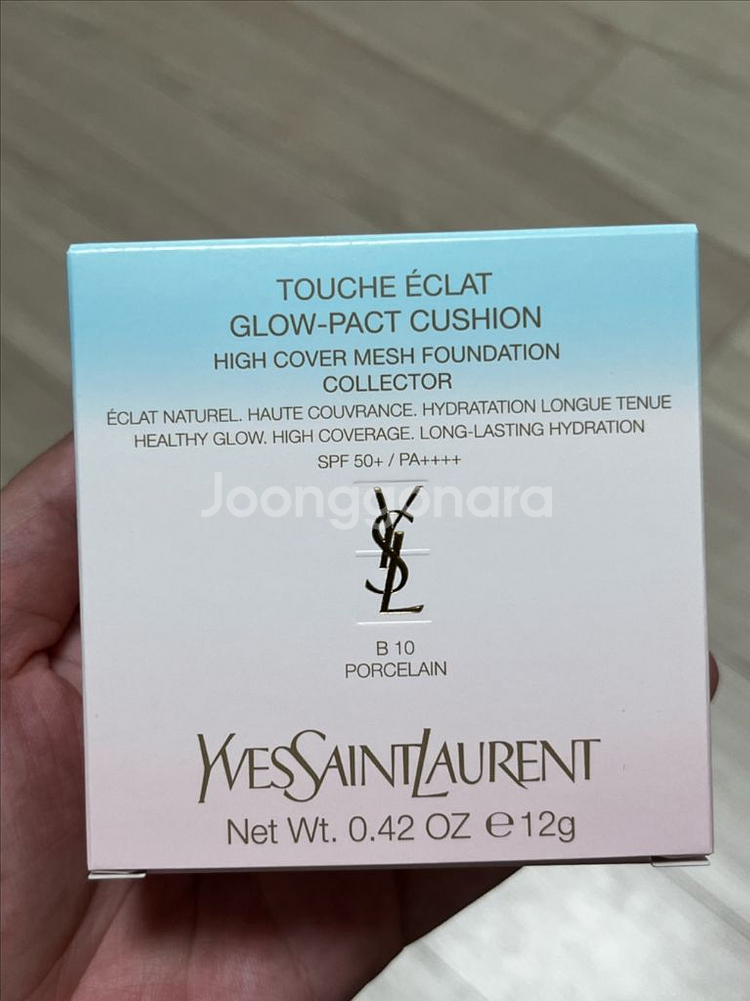 TOUCHE ÉCLAT
GLOW-PACT CUSHION
HIGH COVER MESH FOUNDATION
COLLECTOR
ÉCLAT NATUREL. HAUTE COUVRANCE. HYDRATATION LONGUE TENUE
HEALTHY GLOW. HIGH COVERAGE. LONG-LASTING HYDRATION
SPF 50+ / PA++++
Joonggonara
YSL
B 10
PORCELAIN
YVESSAINTLAURENT
Net Wt. 0.42 OZ ℮12g